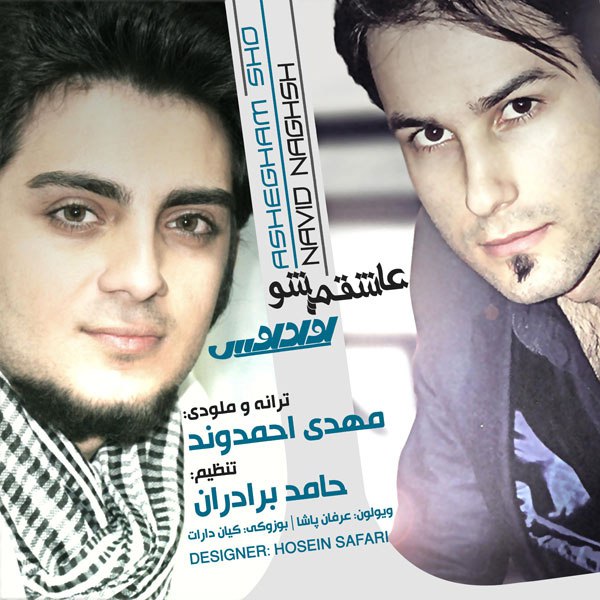 ASHEGHAM SHO
NAVID NAGHSH
عاشقم شو
ترانه و ملودی:
مهدی احمدوند
تنظیم:
حامد برادران
ویولون: عرفان پاشا | بوزوکی: کیان دارات
DESIGNER: HOSEIN SAFARI